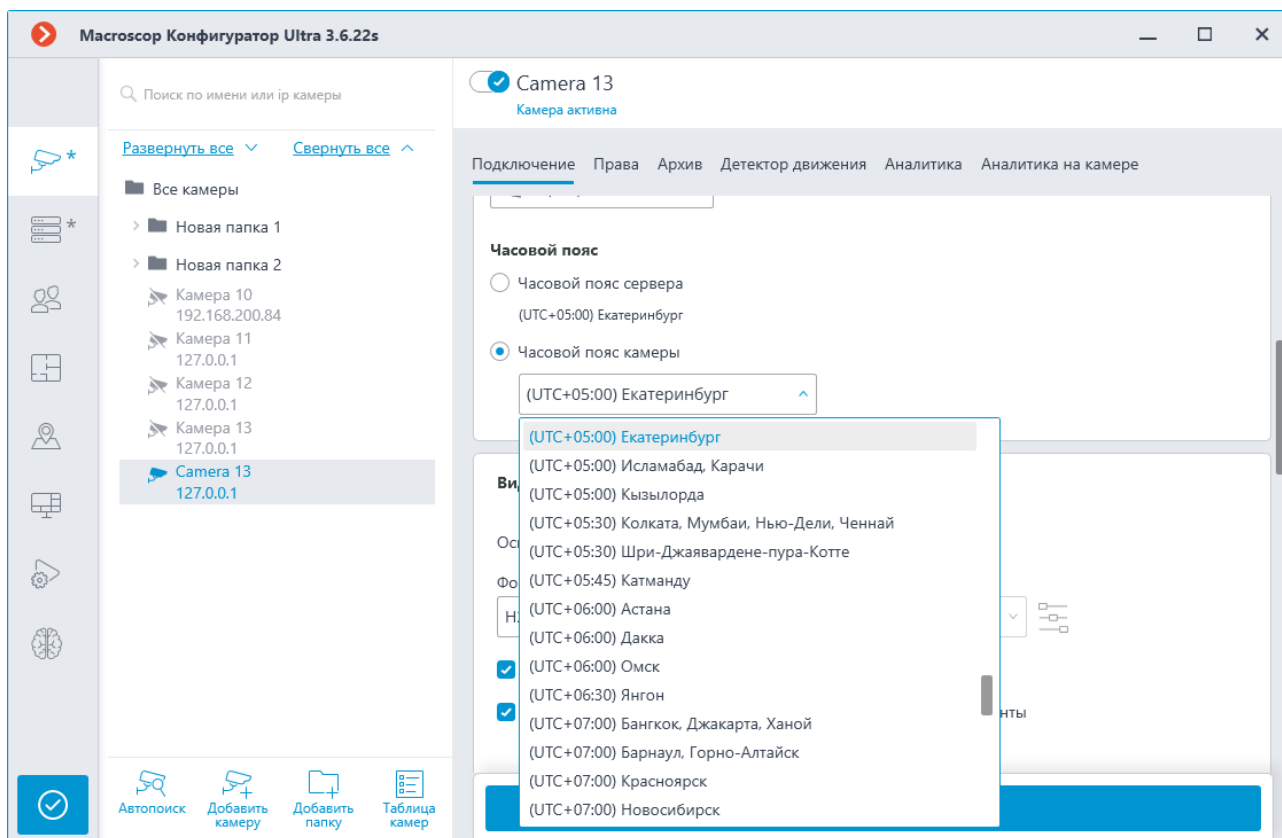 Macroscop Конфигуратор Ultra 3.6.22s
Поиск по имени или ip камеры
Развернуть все Свернуть все
Все камеры
Новая папка 1
Новая папка 2
Камера 10
192.168.200.84
Камера 11
127.0.0.1
Камера 12
127.0.0.1
Камера 13
127.0.0.1
Camera 13
127.0.0.1
Автопоиск
Добавить
камеру
Добавить
папку
Таблица
камер
Camera 13
Камера активна
Подключение Права Архив Детектор движения Аналитика Аналитика на камере
Часовой пояс
Часовой пояс сервера
(UTC+05:00) Екатеринбург
Часовой пояс камеры
(UTC+05:00) Екатеринбург
(UTC+05:00) Екатеринбург
(UTC+05:00) Исламабад, Карачи
(UTC+05:00) Кызылорда
(UTC+05:30) Колката, Мумбаи, Нью-Дели, Ченнай
(UTC+05:30) Шри-Джаявардене-пура-Котте
(UTC+05:45) Катманду
(UTC+06:00) Астана
(UTC+06:00) Дакка
(UTC+06:00) Омск
(UTC+06:30) Янгон
(UTC+07:00) Бангкок, Джакарта, Ханой
(UTC+07:00) Барнаул, Горно-Алтайск
(UTC+07:00) Красноярск
(UTC+07:00) Новосибирск